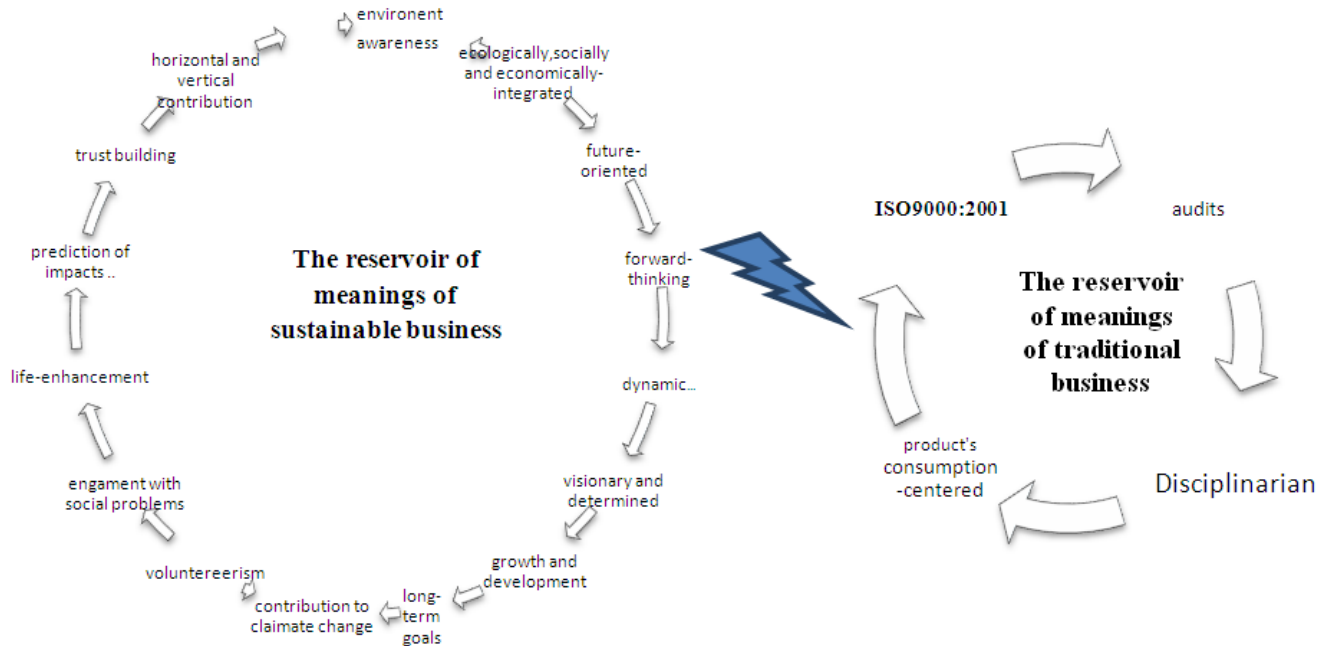 environent
awareness
ecologically,socially
and economically-
integrated
future-
oriented
forward-
thinking
dynamic...
visionary and
determined
growth and
development
long-
term
goals
contribution to
claimate change
voluntereerism
engament with
social problems
life-enhancement
prediction of
impacts ..
trust building
horizontal and
vertical
contribution
The reservoir of
meanings of
sustainable business
ISO9000:2001
audits
Disciplinarian
product's
consumption
-centered
The reservoir
of meanings
of traditional
business